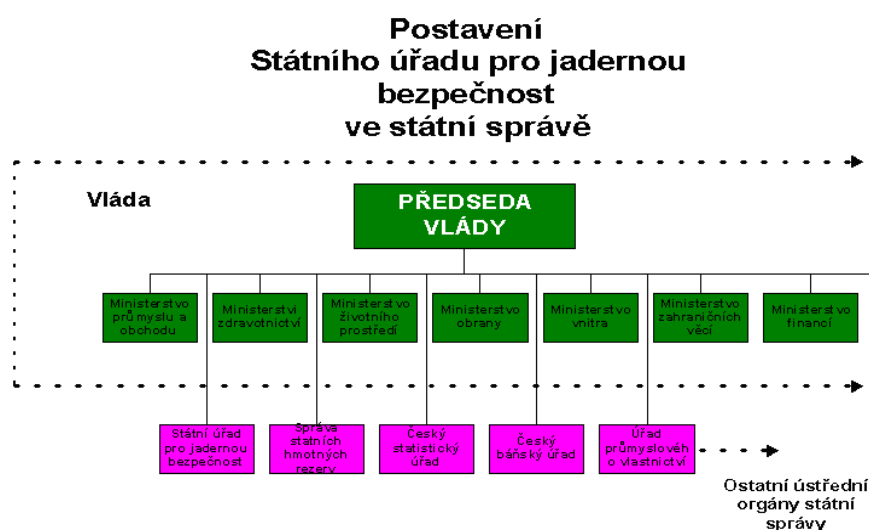 Postavení
Státního úřadu pro jadernou
bezpečnost
ve státní správě
Vláda
PŘEDSEDA
VLÁDY
Ministerstvo
průmyslu a
obchodu
Ministerstvi
zdravotnictví
Ministerstvo
životního
prostředí
Ministerstvo
obrany
Ministerstvo
vnitra
Ministerstvo
zahraničních
věcí
Ministerstvo
financí
Státní úřad
pro jadernou
bezpečnost
Správa
statních
hmotných
rezerv
Český
statistický
úřad
Český
báňský úřad
Úřad
průmyslovéh
o vlastnictví
Ostatní ústřední
orgány státní
správy